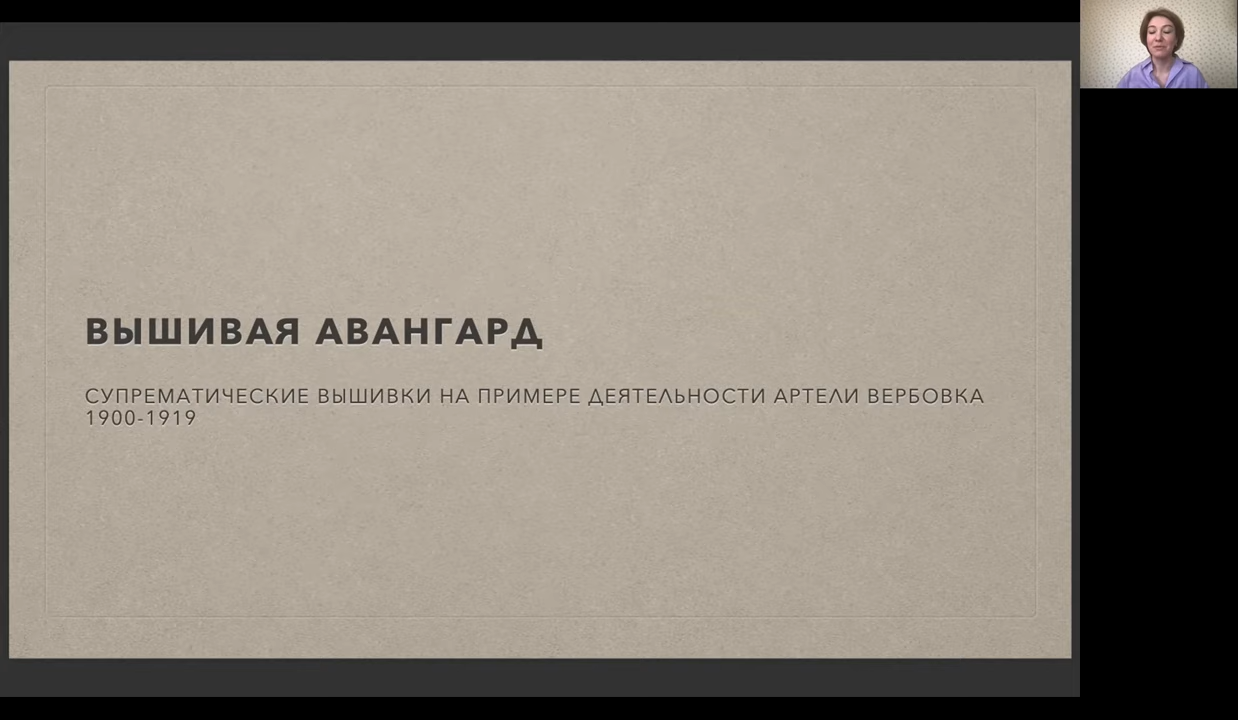 ВЫШИВАЯ АВАНГАРД
СУПРЕМАТИЧЕСКИЕ ВЫШИВКИ НА ПРИМЕРЕ ДЕЯТЕЛЬНОСТИ АРТЕЛИ ВЕРБОВКА
1900-1919